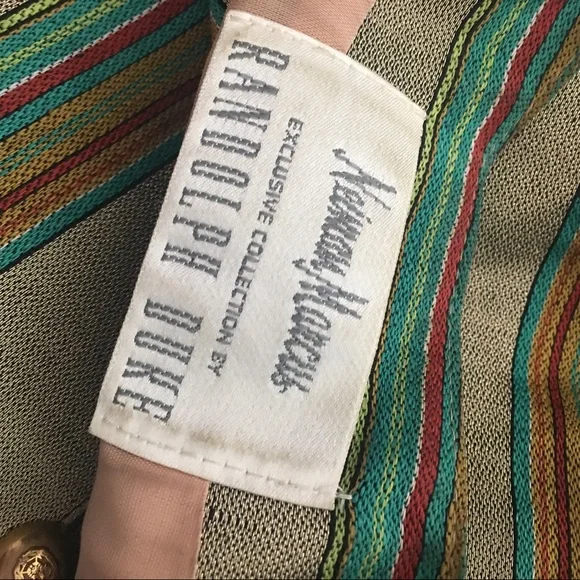 Neiman Marcus
EXCLUSIVE COLLECTION BY
RANDOLPH DUKE